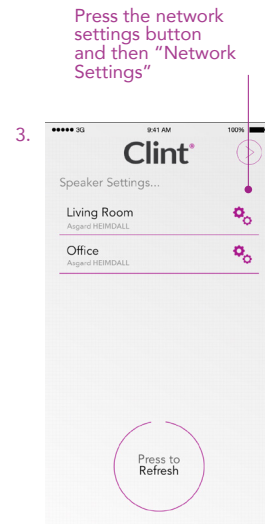 Press the network
settings button
and then “Network
Settings”
3.
3G 9:41 AM 100%
Clint
Speaker Settings...
Living Room
Asgard HEIMDALL
Office
Asgard HEIMDALL
Press to
Refresh